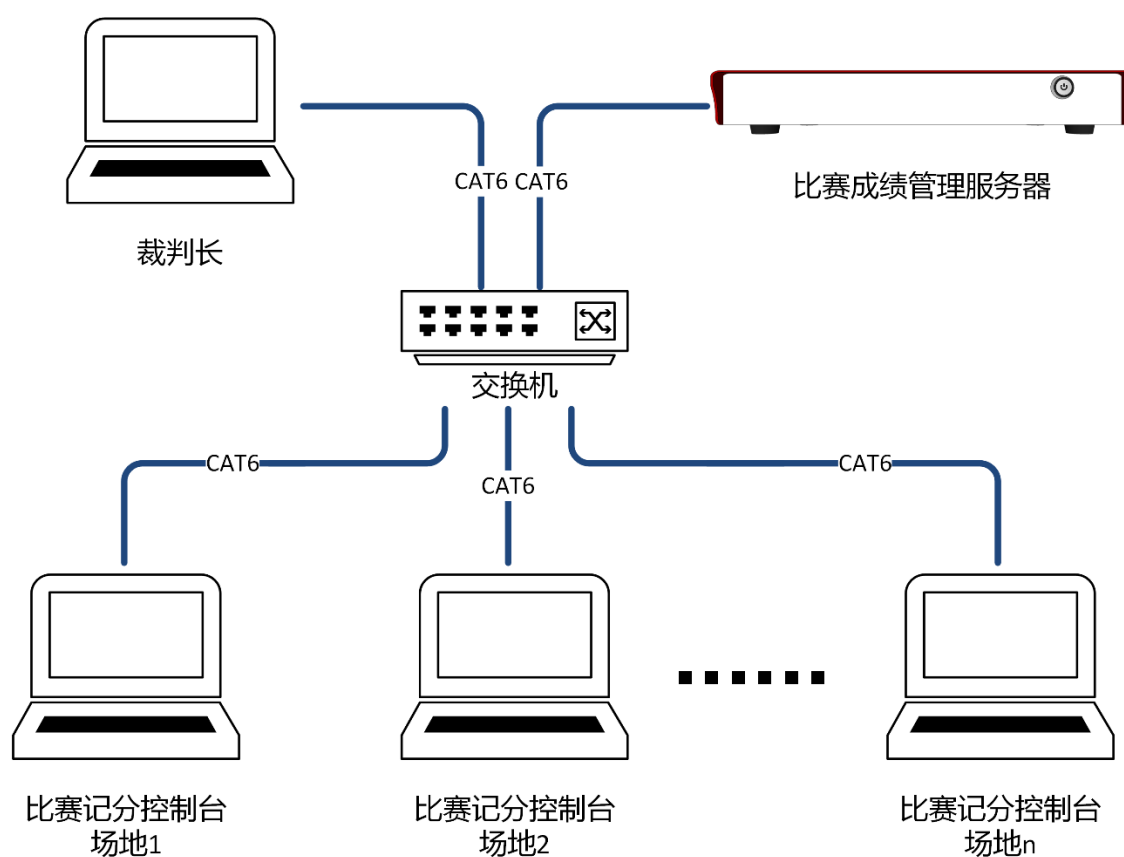 CAT6 CAT6
比赛成绩管理服务器
裁判长
交换机
CAT6
CAT6
CAT6
比赛记分控制台
场地1
比赛记分控制台
场地2
比赛记分控制台
场地n